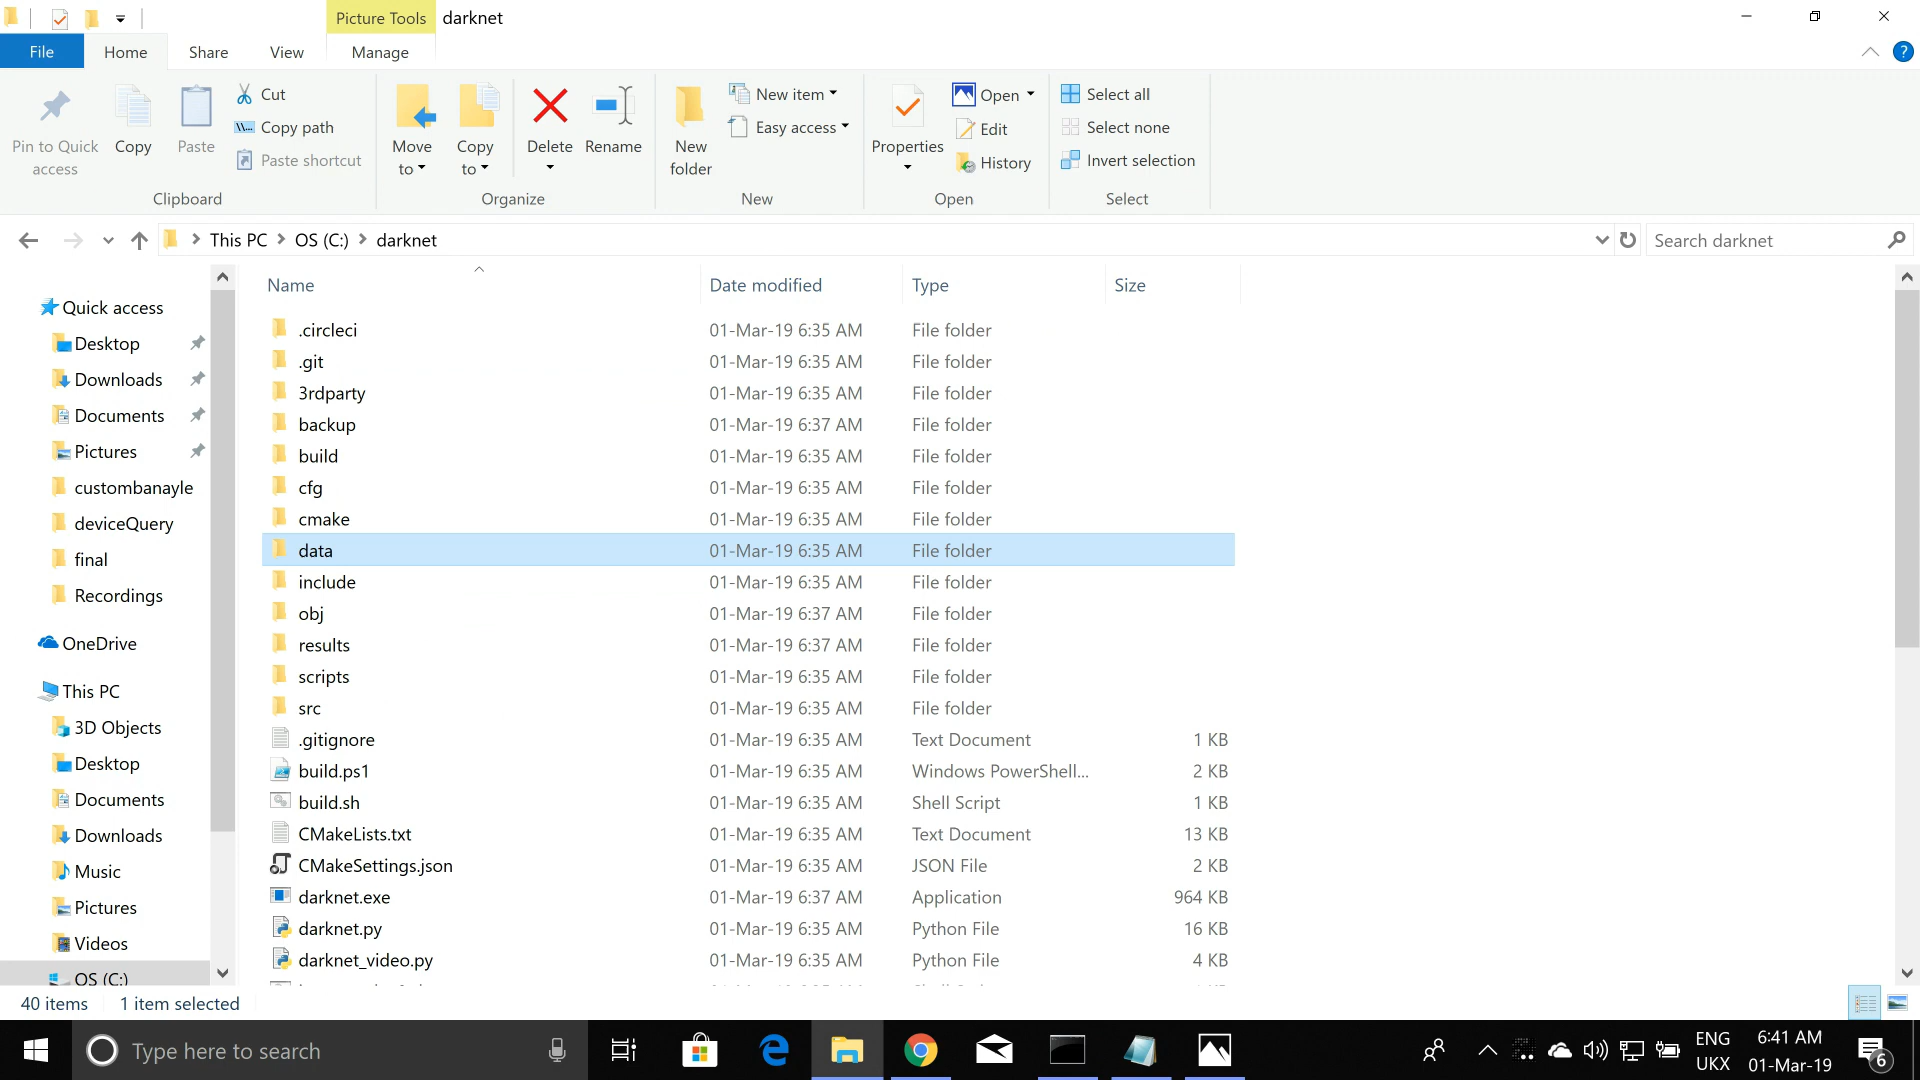 Picture Tools darknet
File Home Share View Manage
Pin to Quick access
Copy
Paste
Cut
Copy path
Paste shortcut
Clipboard
Move to
Copy to
Delete
Rename
Organize
New folder
New item
Easy access
New
Properties
Open
Edit
History
Open
Select all
Select none
Invert selection
Select
This PC OS (C:) darknet
Search darknet
Quick access
Desktop
Downloads
Documents
Pictures
custombanayle
deviceQuery
final
Recordings
OneDrive
This PC
3D Objects
Desktop
Documents
Downloads
Music
Pictures
Videos
OS (C:)
Name Date modified Type Size
.circleci 01-Mar-19 6:35 AM File folder
.git 01-Mar-19 6:35 AM File folder
3rdparty 01-Mar-19 6:35 AM File folder
backup 01-Mar-19 6:37 AM File folder
build 01-Mar-19 6:35 AM File folder
cfg 01-Mar-19 6:35 AM File folder
cmake 01-Mar-19 6:35 AM File folder
data 01-Mar-19 6:35 AM File folder
include 01-Mar-19 6:35 AM File folder
obj 01-Mar-19 6:37 AM File folder
results 01-Mar-19 6:37 AM File folder
scripts 01-Mar-19 6:35 AM File folder
src 01-Mar-19 6:35 AM File folder
.gitignore 01-Mar-19 6:35 AM Text Document 1 KB
build.ps1 01-Mar-19 6:35 AM Windows PowerShell... 2 KB
build.sh 01-Mar-19 6:35 AM Shell Script 1 KB
CMakeLists.txt 01-Mar-19 6:35 AM Text Document 13 KB
CMakeSettings.json 01-Mar-19 6:35 AM JSON File 2 KB
darknet.exe 01-Mar-19 6:37 AM Application 964 KB
darknet.py 01-Mar-19 6:35 AM Python File 16 KB
darknet_video.py 01-Mar-19 6:35 AM Python File 4 KB
40 items 1 item selected
Type here to search
ENG
UKX
6:41 AM
01-Mar-19
6